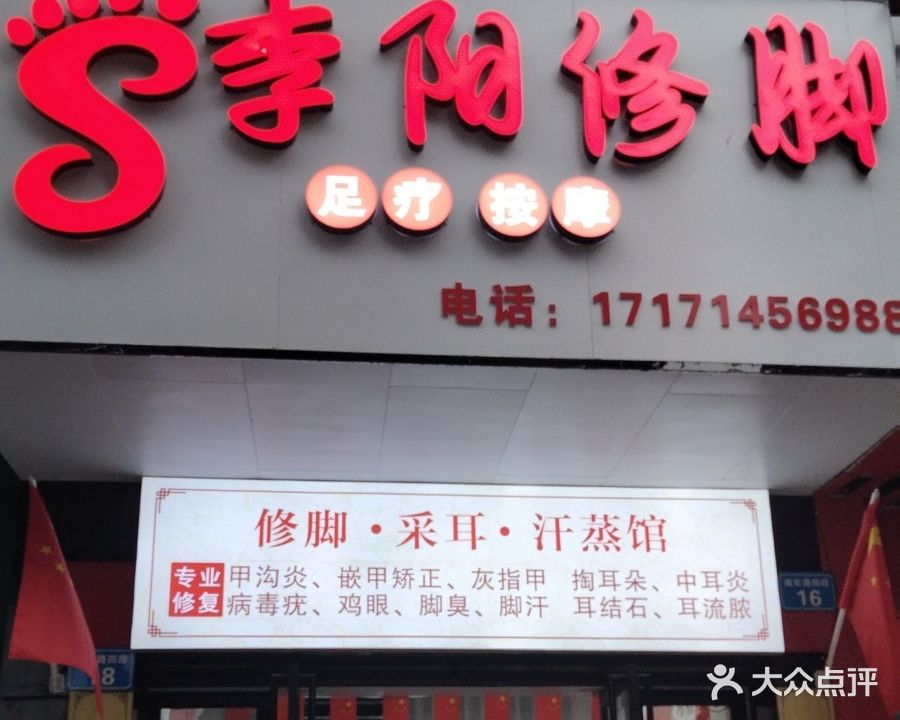 李阳修脚
足疗 按摩
电话：17171456988
修脚·采耳·汗蒸馆
专业修复
甲沟炎、嵌甲矫正、灰指甲 掏耳朵、中耳炎
病毒疣、鸡眼、脚臭、脚汗 耳结石、耳流脓
16
8
大众点评